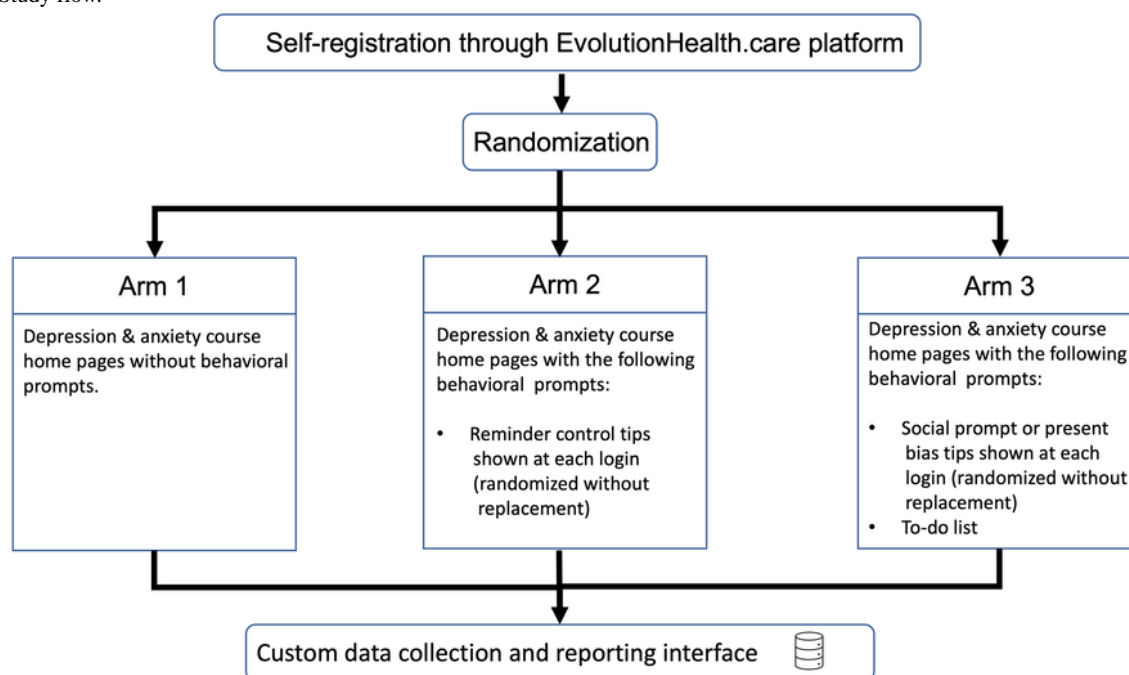 Study flow.
Self-registration through EvolutionHealth.care platform
Randomization
Arm 1
Depression & anxiety course
home pages without behavioral
prompts.
Arm 2
Depression & anxiety course
home pages with the following
behavioral prompts:
• Reminder control tips
shown at each login
(randomized without
replacement)
Arm 3
Depression & anxiety course
home pages with the following
behavioral prompts:
• Social prompt or present
bias tips shown at each
login (randomized without
replacement)
• To-do list
Custom data collection and reporting interface